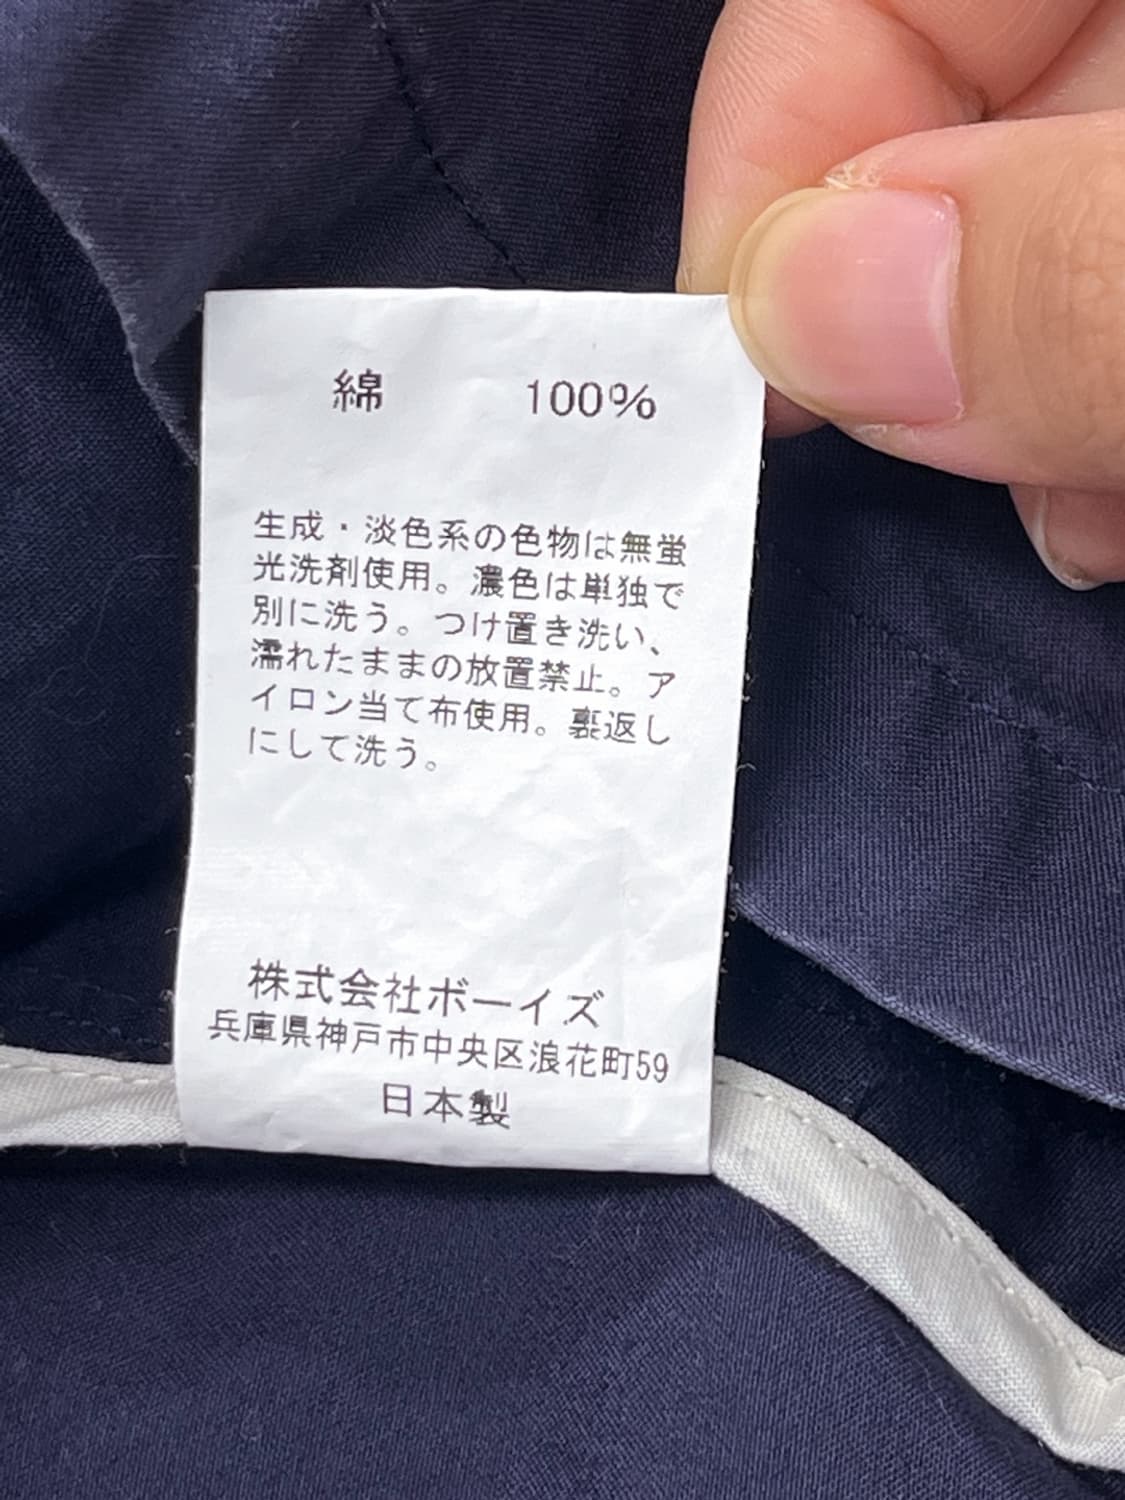 綿 100%
生成・淡色系の色物は無蛍
光洗剤使用。濃色は単独で
別に洗う。つけ置き洗い、
濡れたままの放置禁止。ア
イロン当て布使用。裏返し
にして洗う。
株式会社ボーイズ
兵庫県神戸市中央区浪花町59
日本製